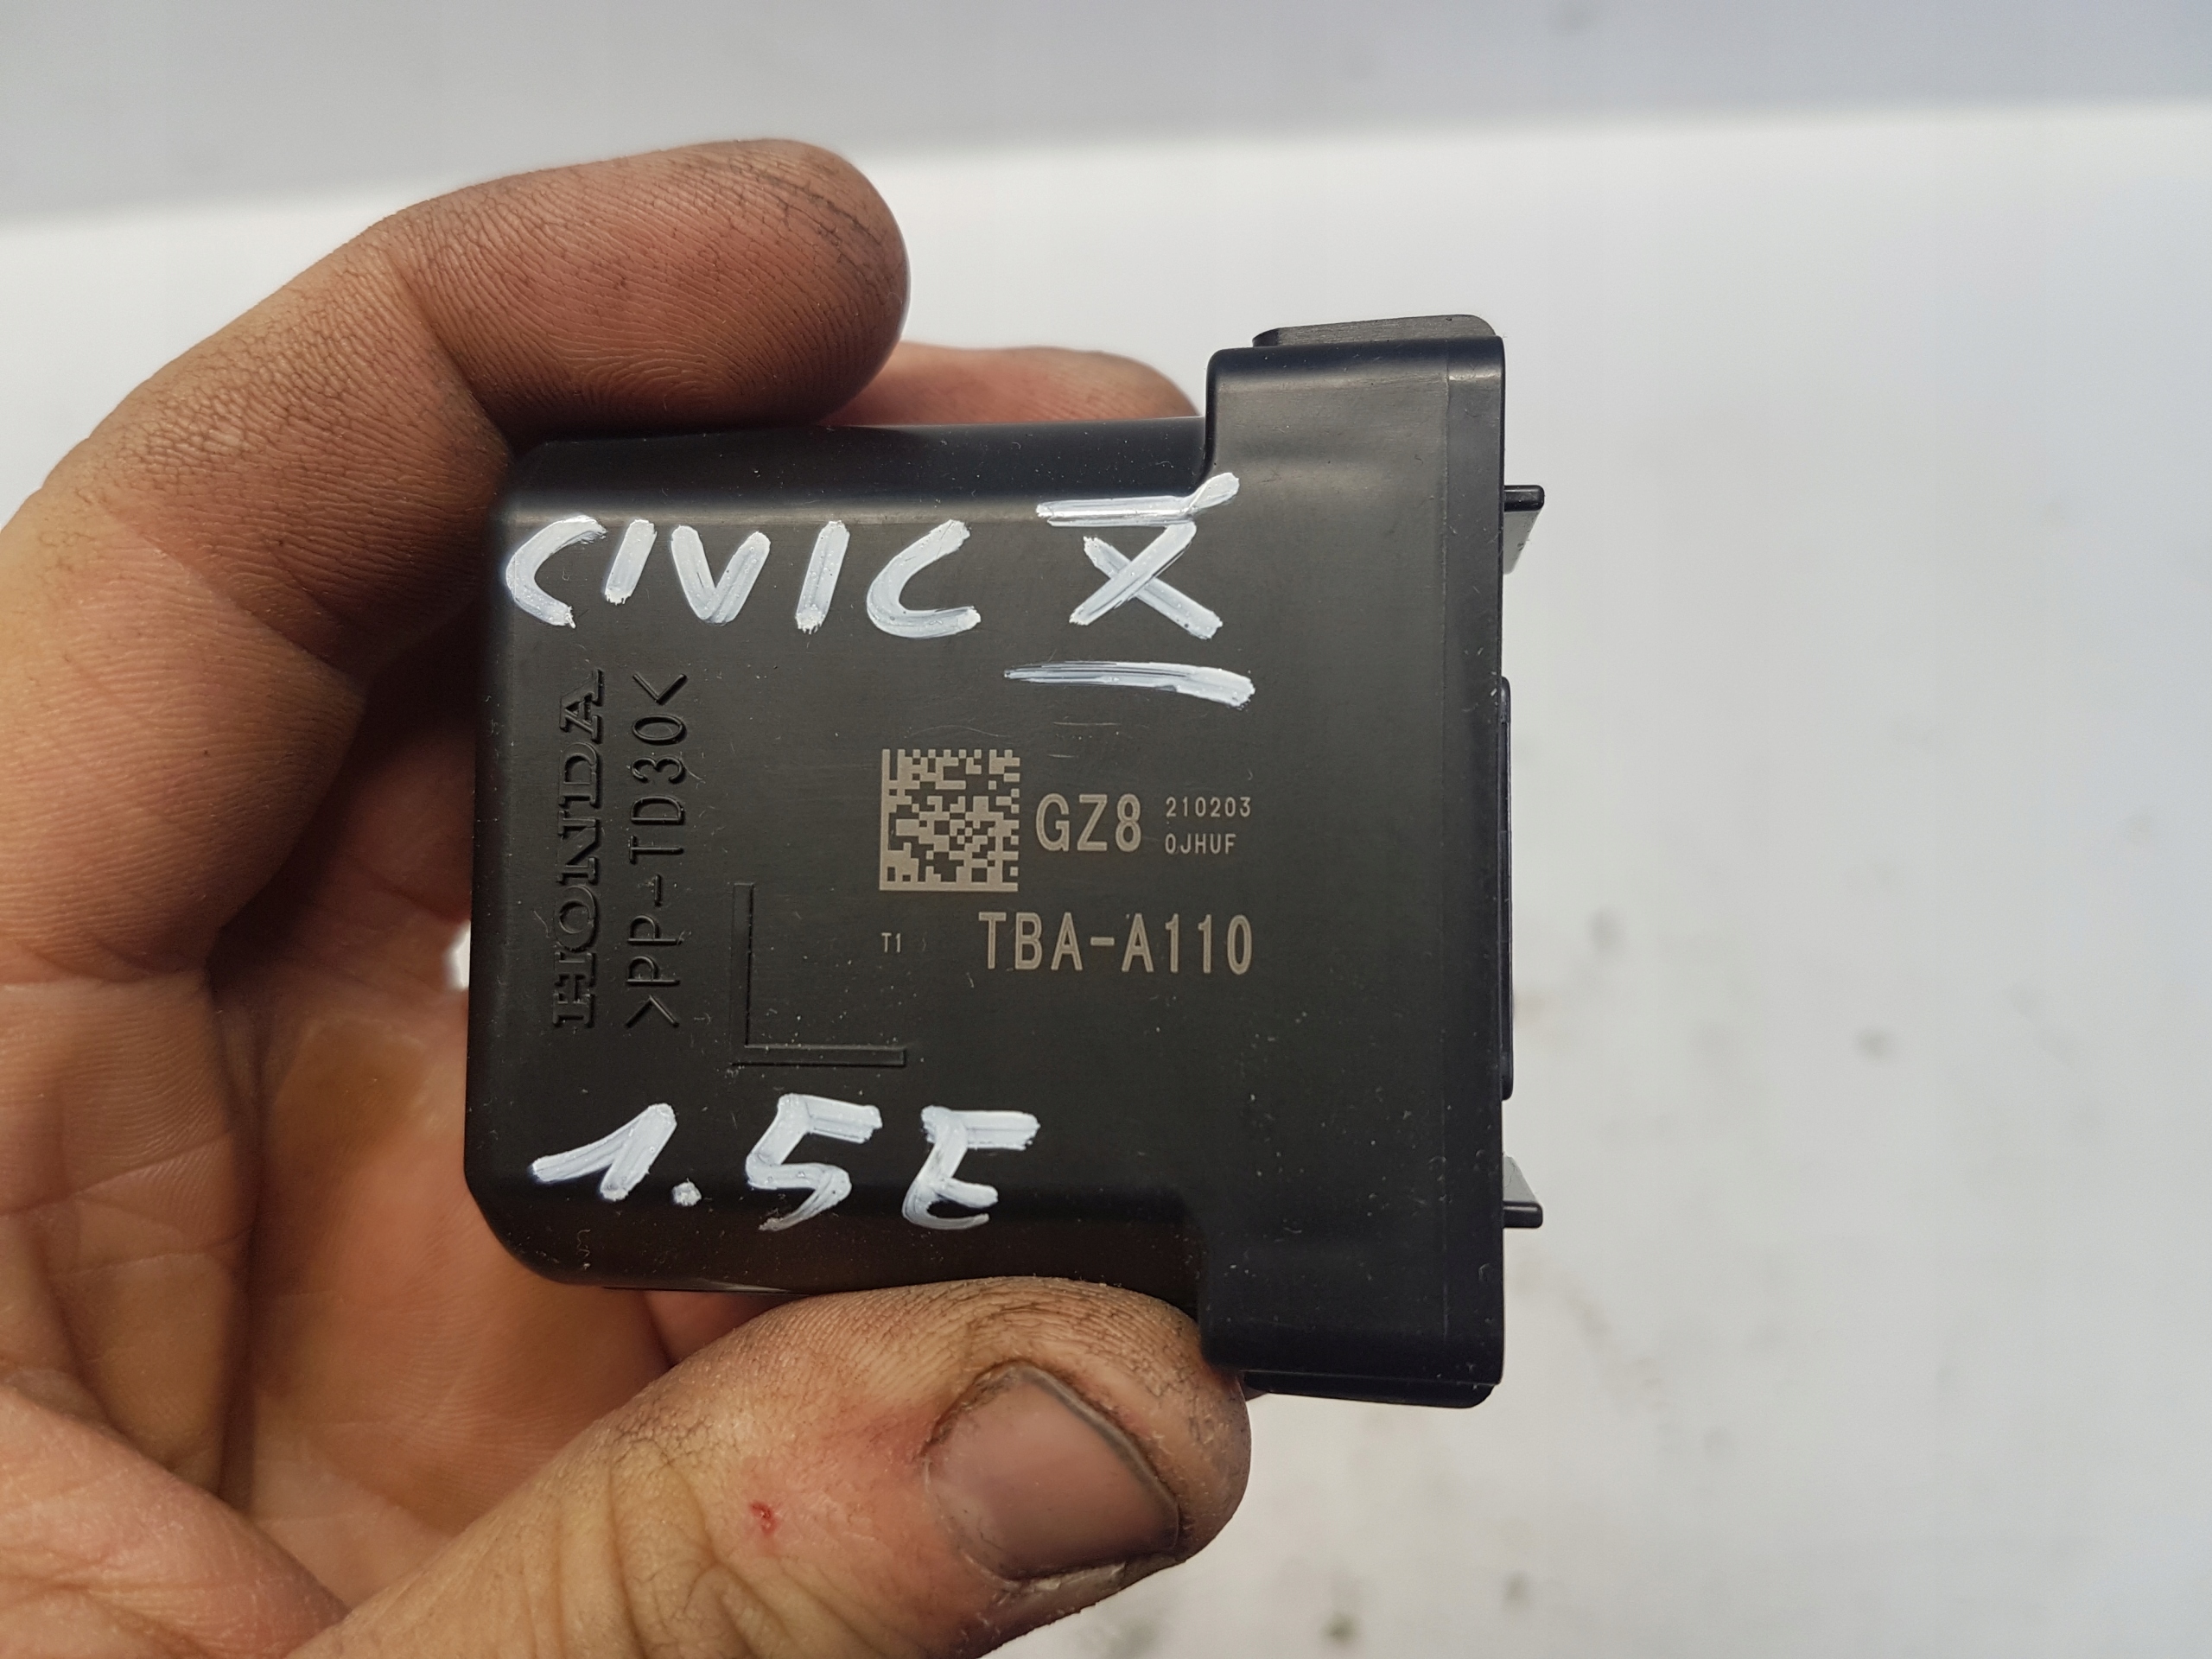 CIVIC X
HONDA
>PP-TD30<
GZ8 210203
0JHUF
T1 TBA-A110
1.5E